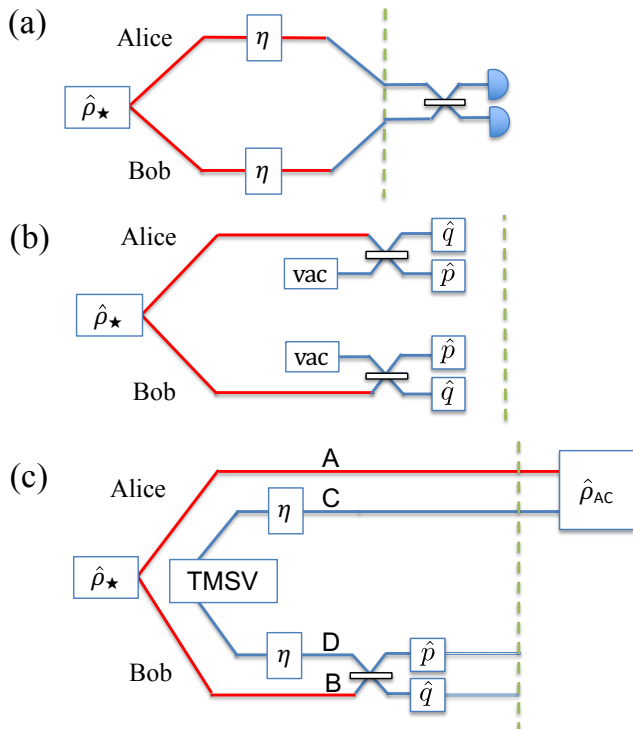 (a)
Alice
η
ρ̂★
Bob
η
(b)
Alice
q̂
vac
p̂
ρ̂★
vac
p̂
Bob
q̂
(c)
A
Alice
C
ρ̂AC
η
ρ̂★
TMSV
η
D
p̂
Bob
B
q̂